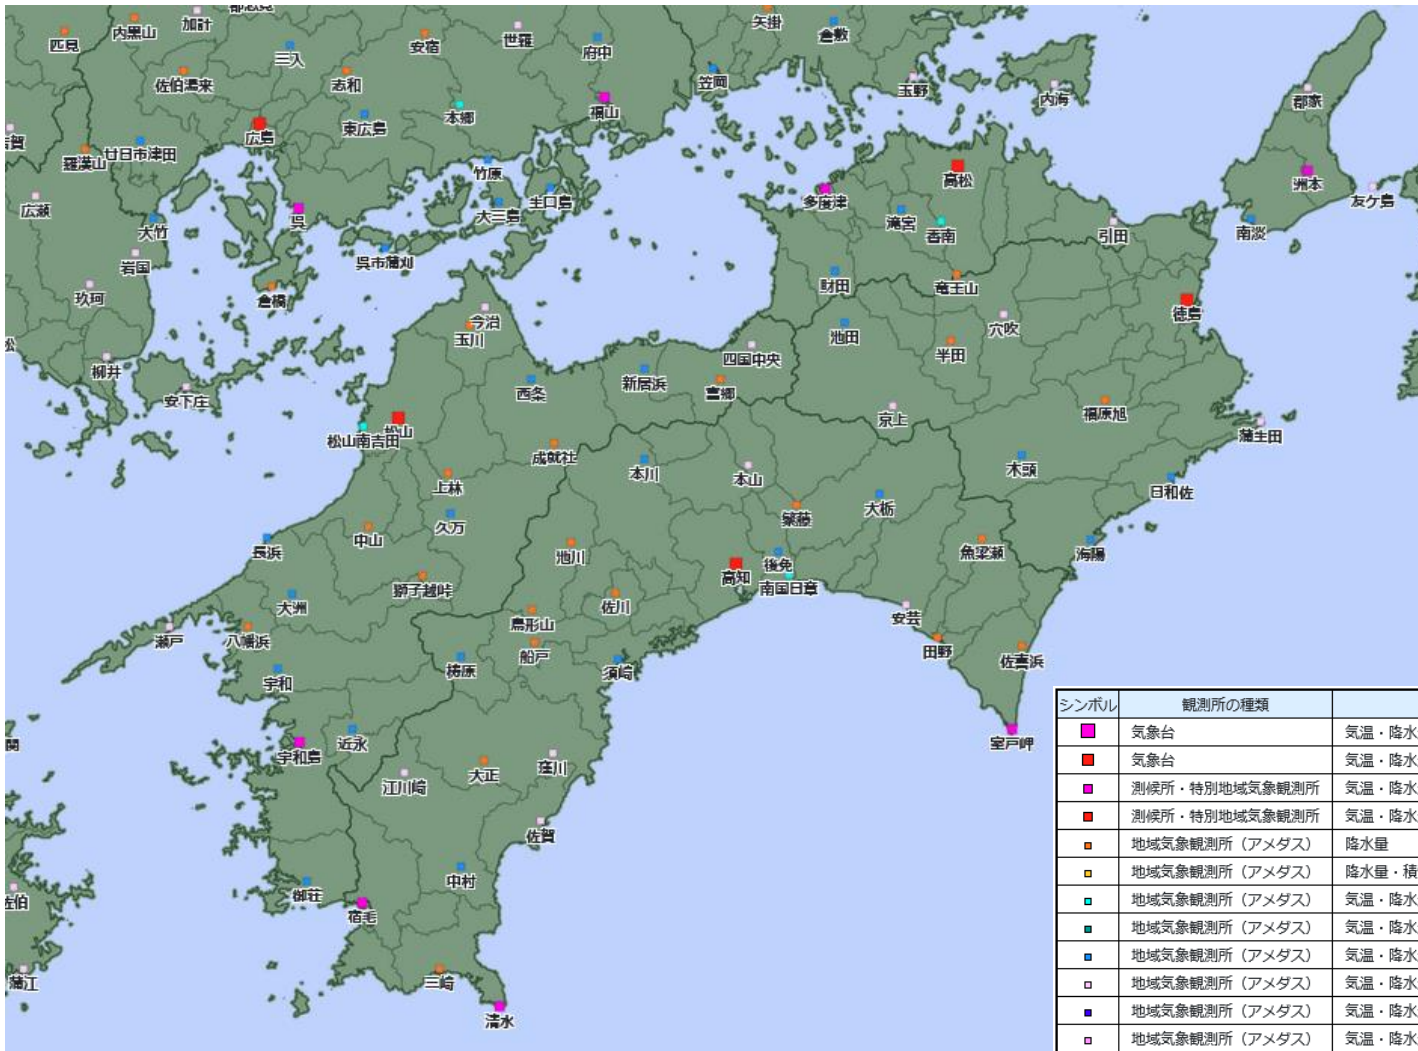 加計
匹見
内黒山
安宿
世羅
府中
矢掛
倉敷
三入
佐伯湯来
志和
笠岡
玉野
内海
郡家
本郷
福山
広島
東広島
羅漢山
廿日市津田
竹原
高松
洲本
広瀬
大竹
呉
大三島
生口島
多度津
滝宮
香南
引田
南淡
友ケ島
岩国
呉市蒲刈
玖珂
倉橋
財田
竜王山
徳島
今治
玉川
池田
穴吹
半田
四国中央
柳井
安下庄
西条
新居浜
富郷
京上
福原旭
松山
松山南吉田
蒲生田
成就社
本川
本山
木頭
日和佐
上林
久万
繁藤
大栃
長浜
中山
池川
高知
後免
魚梁瀬
海陽
獅子越峠
南国日章
大洲
佐川
安芸
瀬戸
八幡浜
鳥形山
船戸
田野
佐喜浜
宇和
梼原
須崎
宇和島
近永
室戸岬
江川崎
大正
窪川
佐賀
御荘
中村
佐伯
宿毛
蒲江
三崎
清水
シンボル 観測所の種類
気象台 気温・降水
気象台 気温・降水
測候所・特別地域気象観測所 気温・降水
測候所・特別地域気象観測所 気温・降水
地域気象観測所（アメダス） 降水量
地域気象観測所（アメダス） 降水量・積
地域気象観測所（アメダス） 気温・降水
地域気象観測所（アメダス） 気温・降水
地域気象観測所（アメダス） 気温・降水
地域気象観測所（アメダス） 気温・降水
地域気象観測所（アメダス） 気温・降水
地域気象観測所（アメダス） 気温・降水